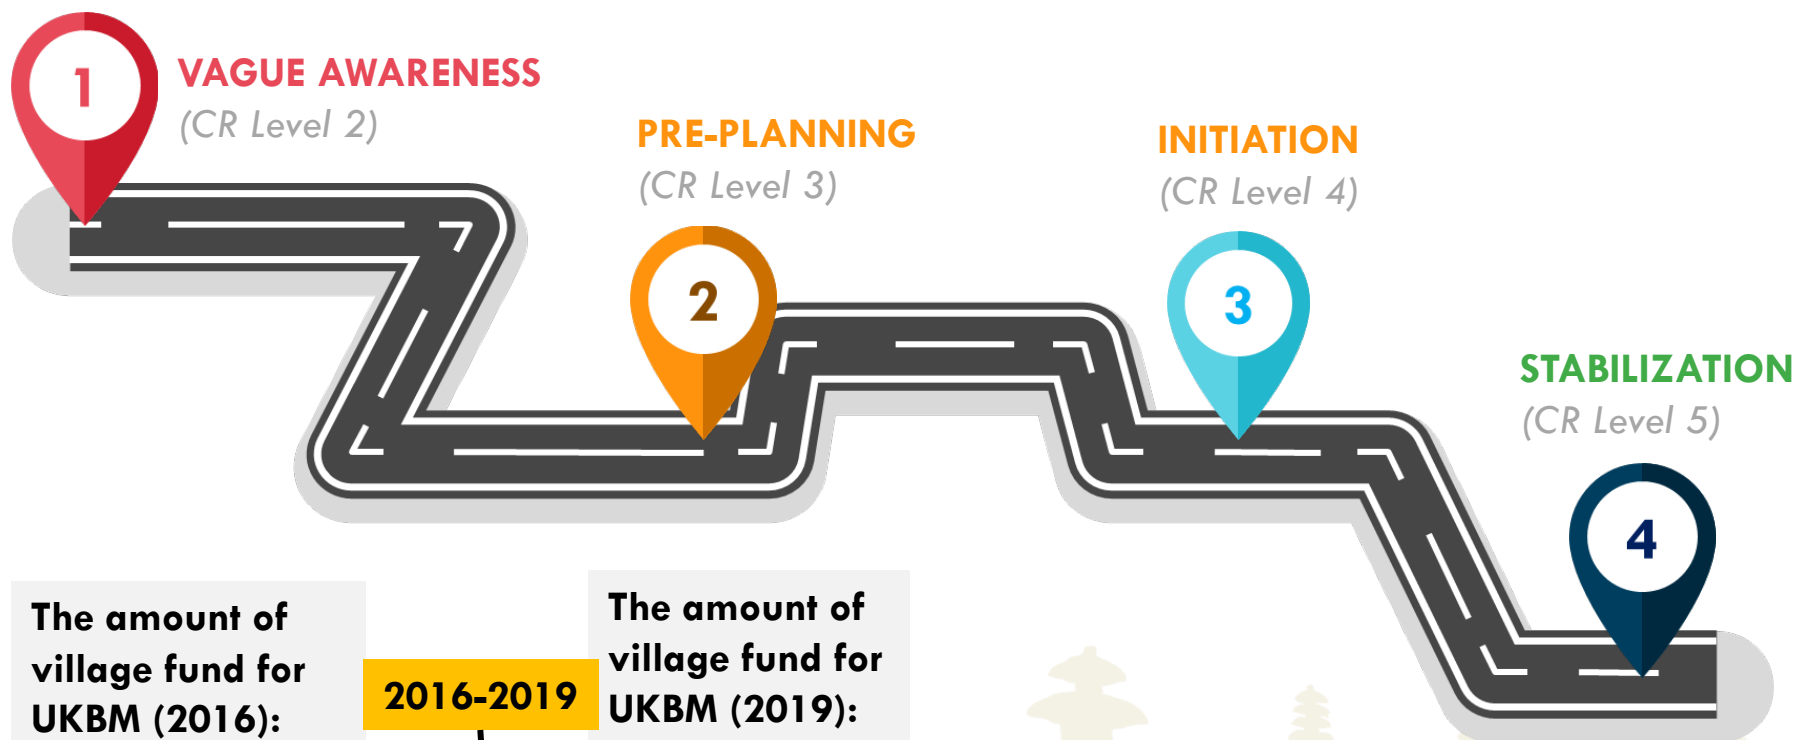 1
VAGUE AWARENESS
(CR Level 2)
2
PRE-PLANNING
(CR Level 3)
3
INITIATION
(CR Level 4)
4
STABILIZATION
(CR Level 5)
The amount of
village fund for
UKBM (2016):
2016-2019
The amount of
village fund for
UKBM (2019):